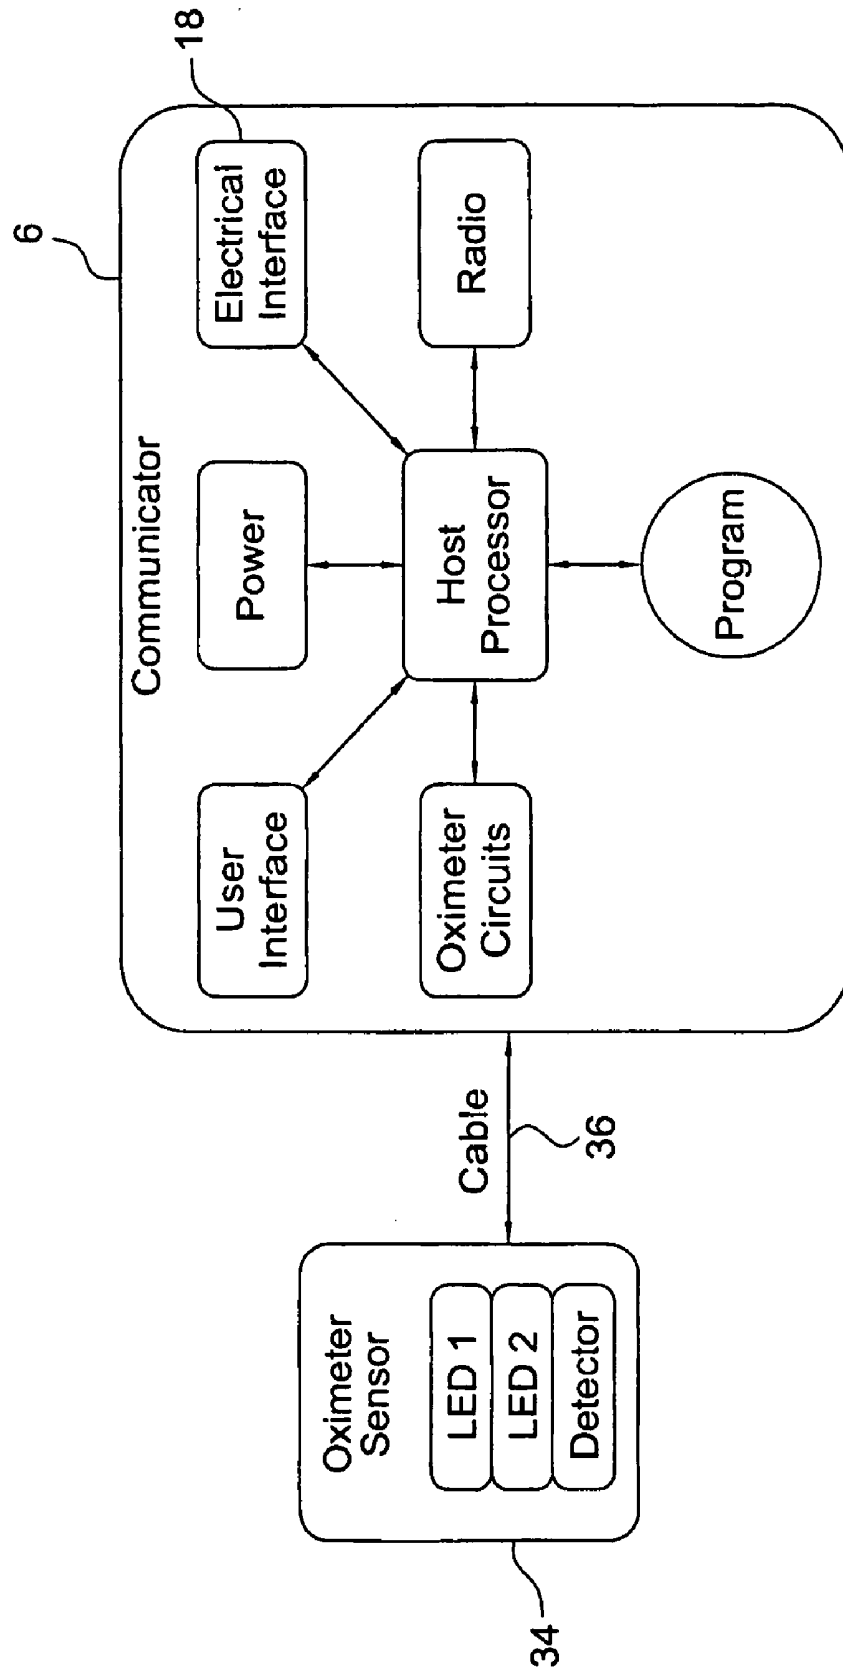 6
Communicator
18
User
Interface
Power
Electrical
Interface
Oximeter
Circuits
Host
Processor
Radio
Program
Cable
36
Oximeter
Sensor
LED 1
LED 2
Detector
34